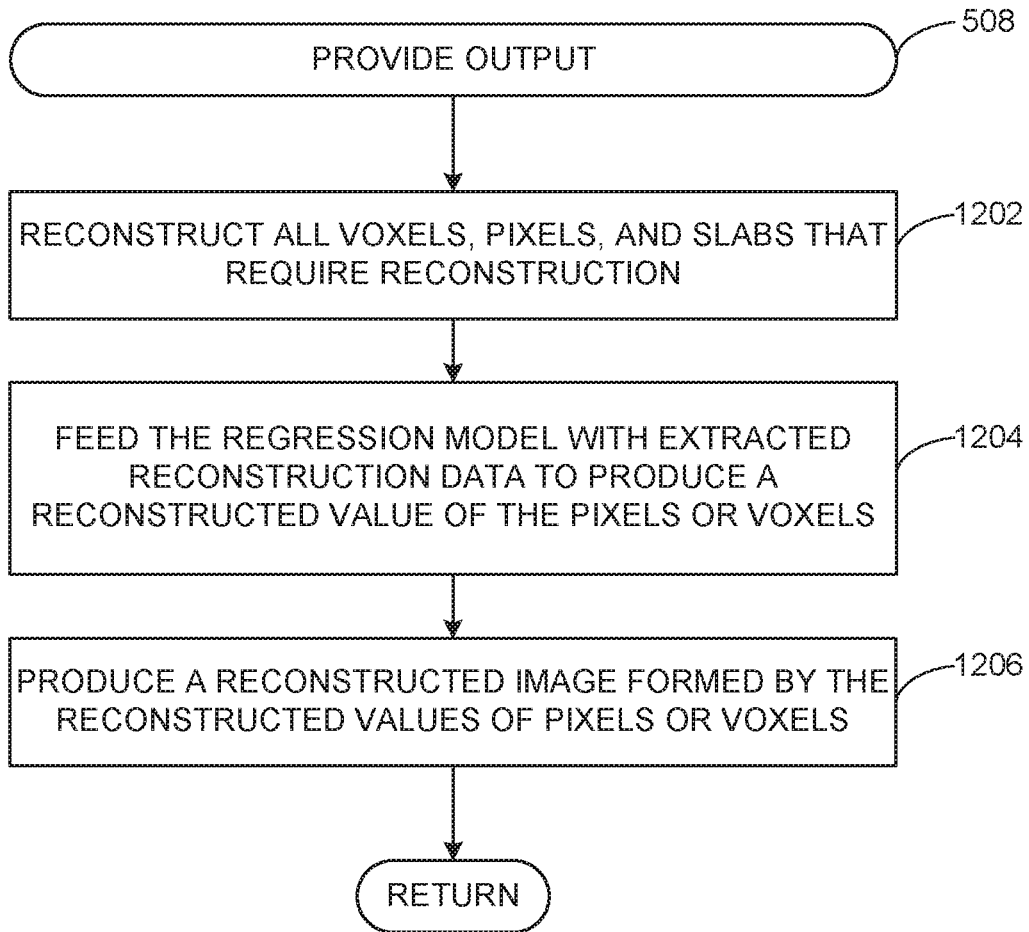 508
PROVIDE OUTPUT
1202
RECONSTRUCT ALL VOXELS, PIXELS, AND SLABS THAT
REQUIRE RECONSTRUCTION
1204
FEED THE REGRESSION MODEL WITH EXTRACTED
RECONSTRUCTION DATA TO PRODUCE A
RECONSTRUCTED VALUE OF THE PIXELS OR VOXELS
1206
PRODUCE A RECONSTRUCTED IMAGE FORMED BY THE
RECONSTRUCTED VALUES OF PIXELS OR VOXELS
RETURN